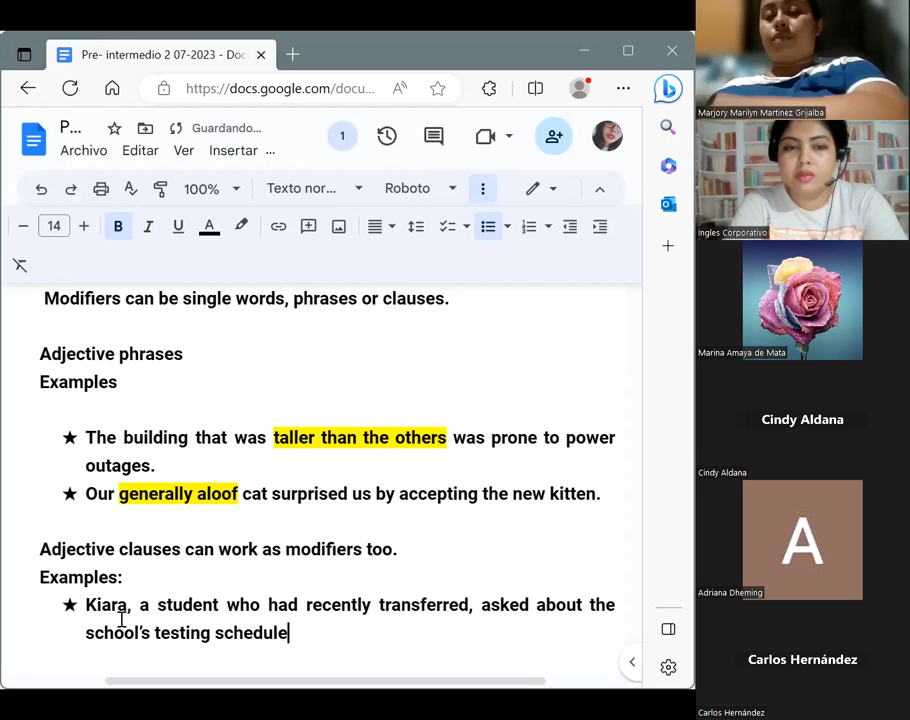 Pre- intermedio 2 07-2023 - Doc
https://docs.google.com/docu...
P...
Guardando...
1
Archivo Editar Ver Insertar ...
100% Texto nor... Roboto
14 B I U A
Modifiers can be single words, phrases or clauses.
Adjective phrases
Examples
★ The building that was taller than the others was prone to power
outages.
★ Our generally aloof cat surprised us by accepting the new kitten.
Adjective clauses can work as modifiers too.
Examples:
★ Kiara, a student who had recently transferred, asked about the
school's testing schedule
Marjory Marilyn Martinez Grijalba
Ingles Corporativo
Marina Amaya de Mata
Cindy Aldana
Cindy Aldana
A
Adriana Dheming
Carlos Hernández
Carlos Hernández